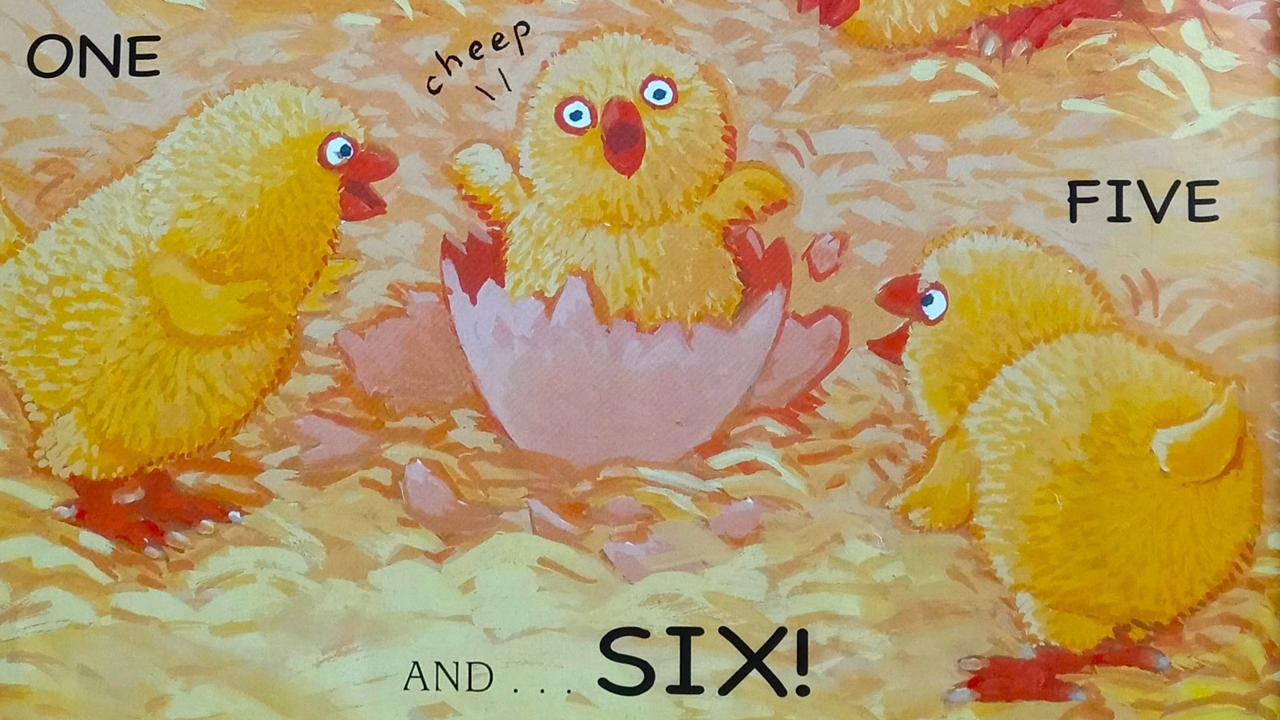 ONE
cheep
FIVE
AND . . . SIX!